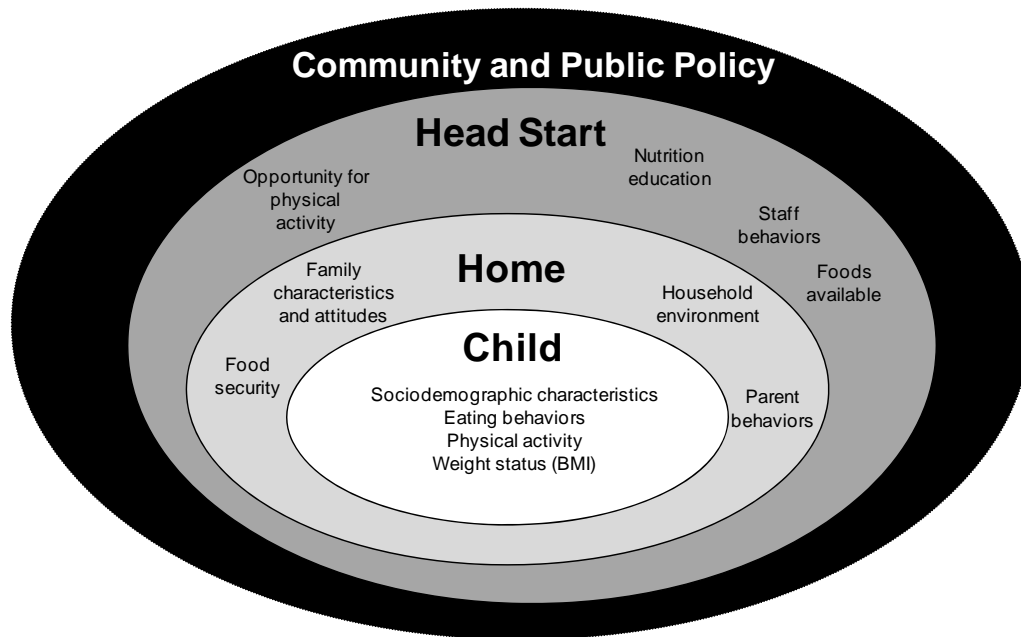 Community and Public Policy
Head Start
Opportunity for
physical
activity
Nutrition
education
Staff
behaviors
Foods
available
Home
Family
characteristics
and attitudes
Household
environment
Food
security
Parent
behaviors
Child
Sociodemographic characteristics
Eating behaviors
Physical activity
Weight status (BMI)